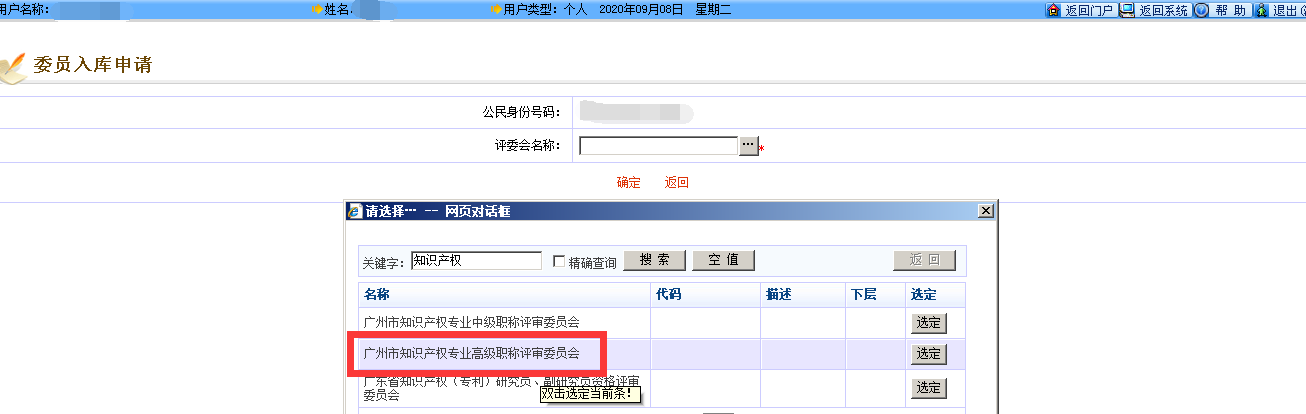 用户名称：
姓名
用户类型：个人 2020年09月08日 星期二
返回门户 返回系统 帮 助 退出
委员入库申请
公民身份号码：
评委会名称： ... *
确定 返回
请选择… -- 网页对话框
关键字： 知识产权 精确查询 搜 索 空 值 返 回
名称 代码 描述 下层 选定
广州市知识产权专业中级职称评审委员会 选定
广州市知识产权专业高级职称评审委员会 选定
广东省知识产权（专利）研究员、副研究员资格评审
委员会 选定
双击选定当前条！